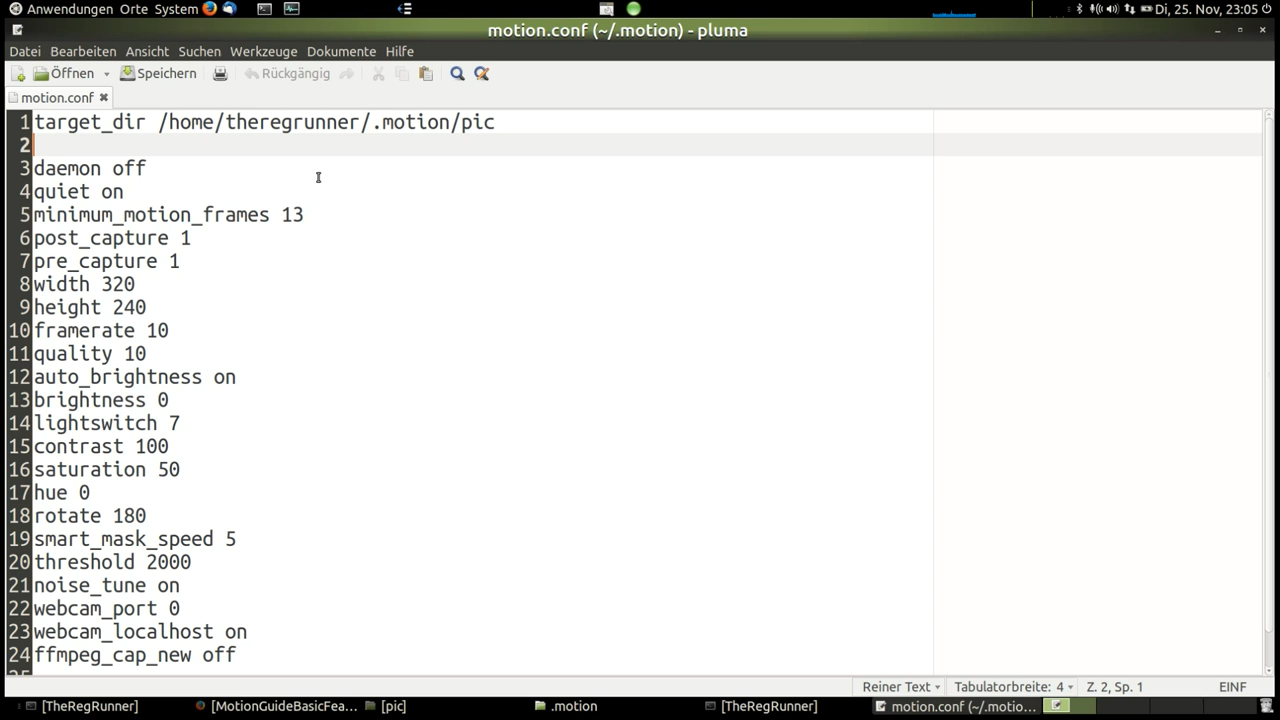 Anwendungen Orte System Di, 25. Nov, 23:05
motion.conf (~/.motion) - pluma
Datei Bearbeiten Ansicht Suchen Werkzeuge Dokumente Hilfe
Öffnen Speichern Rückgängig
motion.conf
1 target_dir /home/theregrunner/.motion/pic
2
3 daemon off
4 quiet on
5 minimum_motion_frames 13
6 post_capture 1
7 pre_capture 1
8 width 320
9 height 240
10 framerate 10
11 quality 10
12 auto_brightness on
13 brightness 0
14 lightswitch 7
15 contrast 100
16 saturation 50
17 hue 0
18 rotate 180
19 smart_mask_speed 5
20 threshold 2000
21 noise_tune on
22 webcam_port 0
23 webcam_localhost on
24 ffmpeg_cap_new off
Reiner Text Tabulatorbreite: 4 Z. 2, Sp. 1 EINF
[TheRegRunner] [MotionGuideBasicFea... [pic] .motion [TheRegRunner] motion.conf (~/.motio...